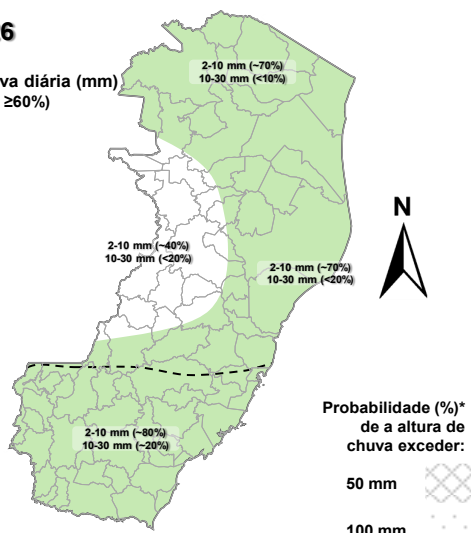 6
va diária (mm)
≥60%)
2-10 mm (~70%)
10-30 mm (<10%)
2-10 mm (~40%)
10-30 mm (<20%)
2-10 mm (~70%)
10-30 mm (<20%)
N
2-10 mm (~80%)
10-30 mm (~20%)
Probabilidade (%)*
de a altura de
chuva exceder:
50 mm
100 mm